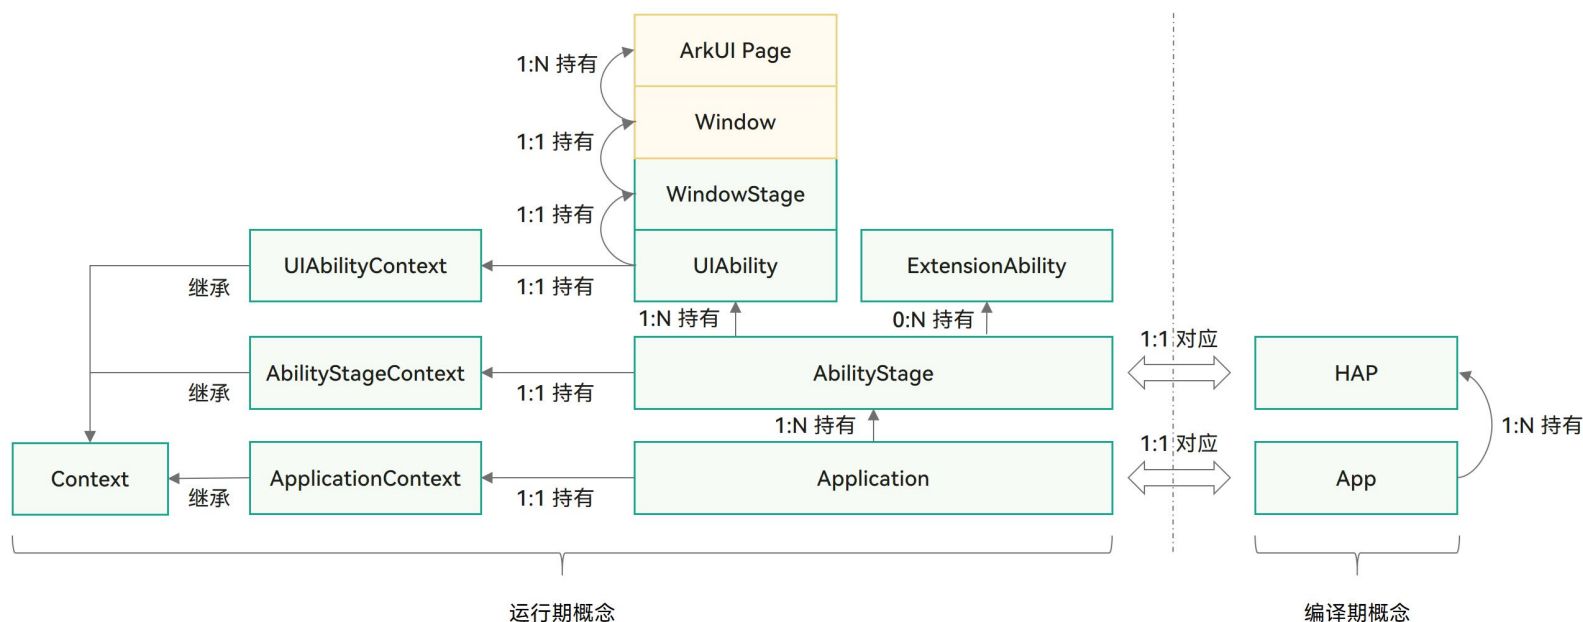 ArkUI Page
1:N 持有
Window
1:1 持有
WindowStage
1:1 持有
UIAbilityContext
UIAbility
ExtensionAbility
继承
1:1 持有
1:N 持有
0:N 持有
1:1 对应
AbilityStageContext
AbilityStage
HAP
继承
1:1 持有
1:N 持有
1:N 持有
1:1 对应
Context
ApplicationContext
Application
App
继承
1:1 持有
运行期概念
编译期概念